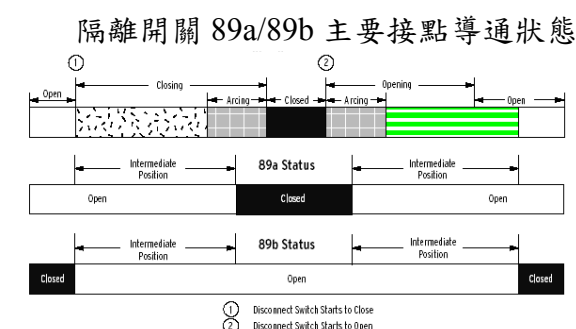 隔離開關 89a/89b 主要接點導通狀態
① ②
Closing Opening
Open Arcing Closed Arcing Open
Intermediate Position 89a Status Intermediate Position
Open Closed Open
Intermediate Position 89b Status Intermediate Position
Closed Open Closed
① Disconnect Switch Starts to Close
② Disconnect Switch Starts to Open